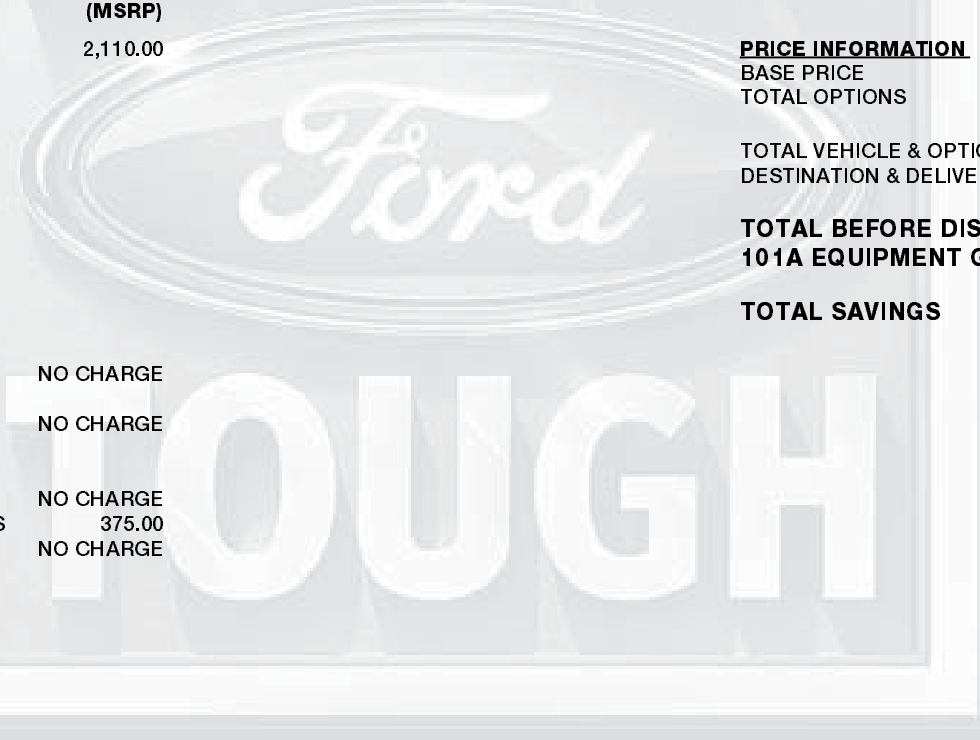 (MSRP)
2,110.00
PRICE INFORMATION
BASE PRICE
TOTAL OPTIONS
TOTAL VEHICLE & OPTIO
DESTINATION & DELIVE
TOTAL BEFORE DIS
101A EQUIPMENT G
TOTAL SAVINGS
Ford
NO CHARGE
NO CHARGE
NO CHARGE
S 375.00
NO CHARGE
TOUGH